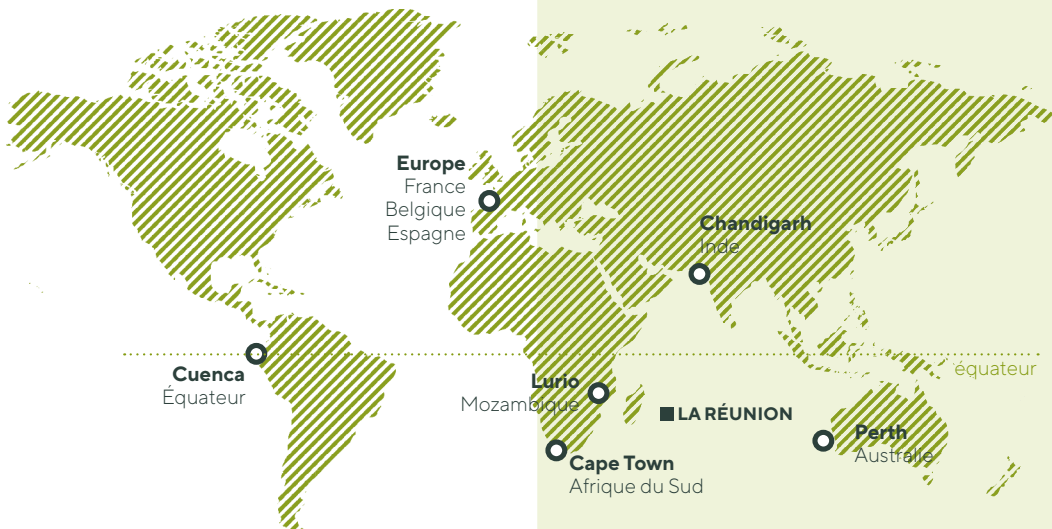 Europe
France
Belgique
Espagne
Chandigarh
Inde
équateur
Cuenca
Équateur
Lurio
Mozambique
LA RÉUNION
Perth
Australie
Cape Town
Afrique du Sud